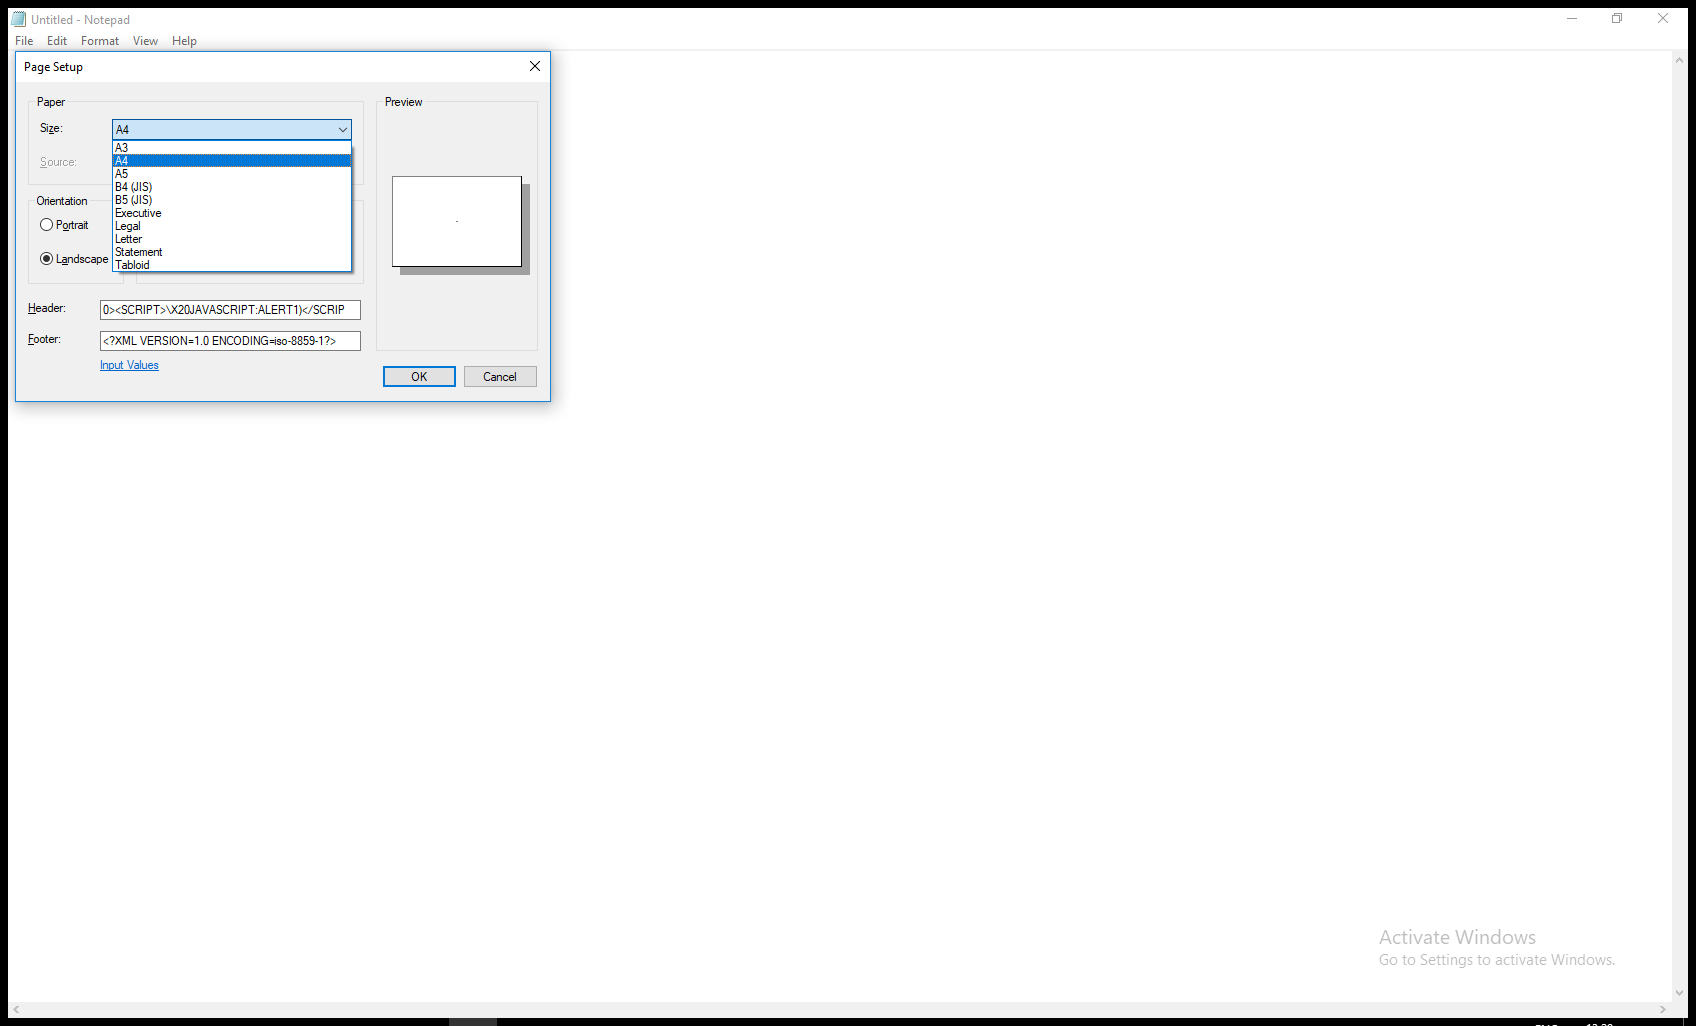 Untitled - Notepad
File Edit Format View Help
Page Setup
Paper
Size:
A4
A3
A4
A5
B4 (JIS)
B5 (JIS)
Executive
Legal
Letter
Statement
Tabloid
Source:
Orientation
Portrait
Landscape
Preview
Header:
0><SCRIPT>\X20JAVASCRIPT:ALERT1)</SCRIP
Footer:
<?XML VERSION=1.0 ENCODING=iso-8859-1?>
Input Values
OK
Cancel
Activate Windows
Go to Settings to activate Windows.